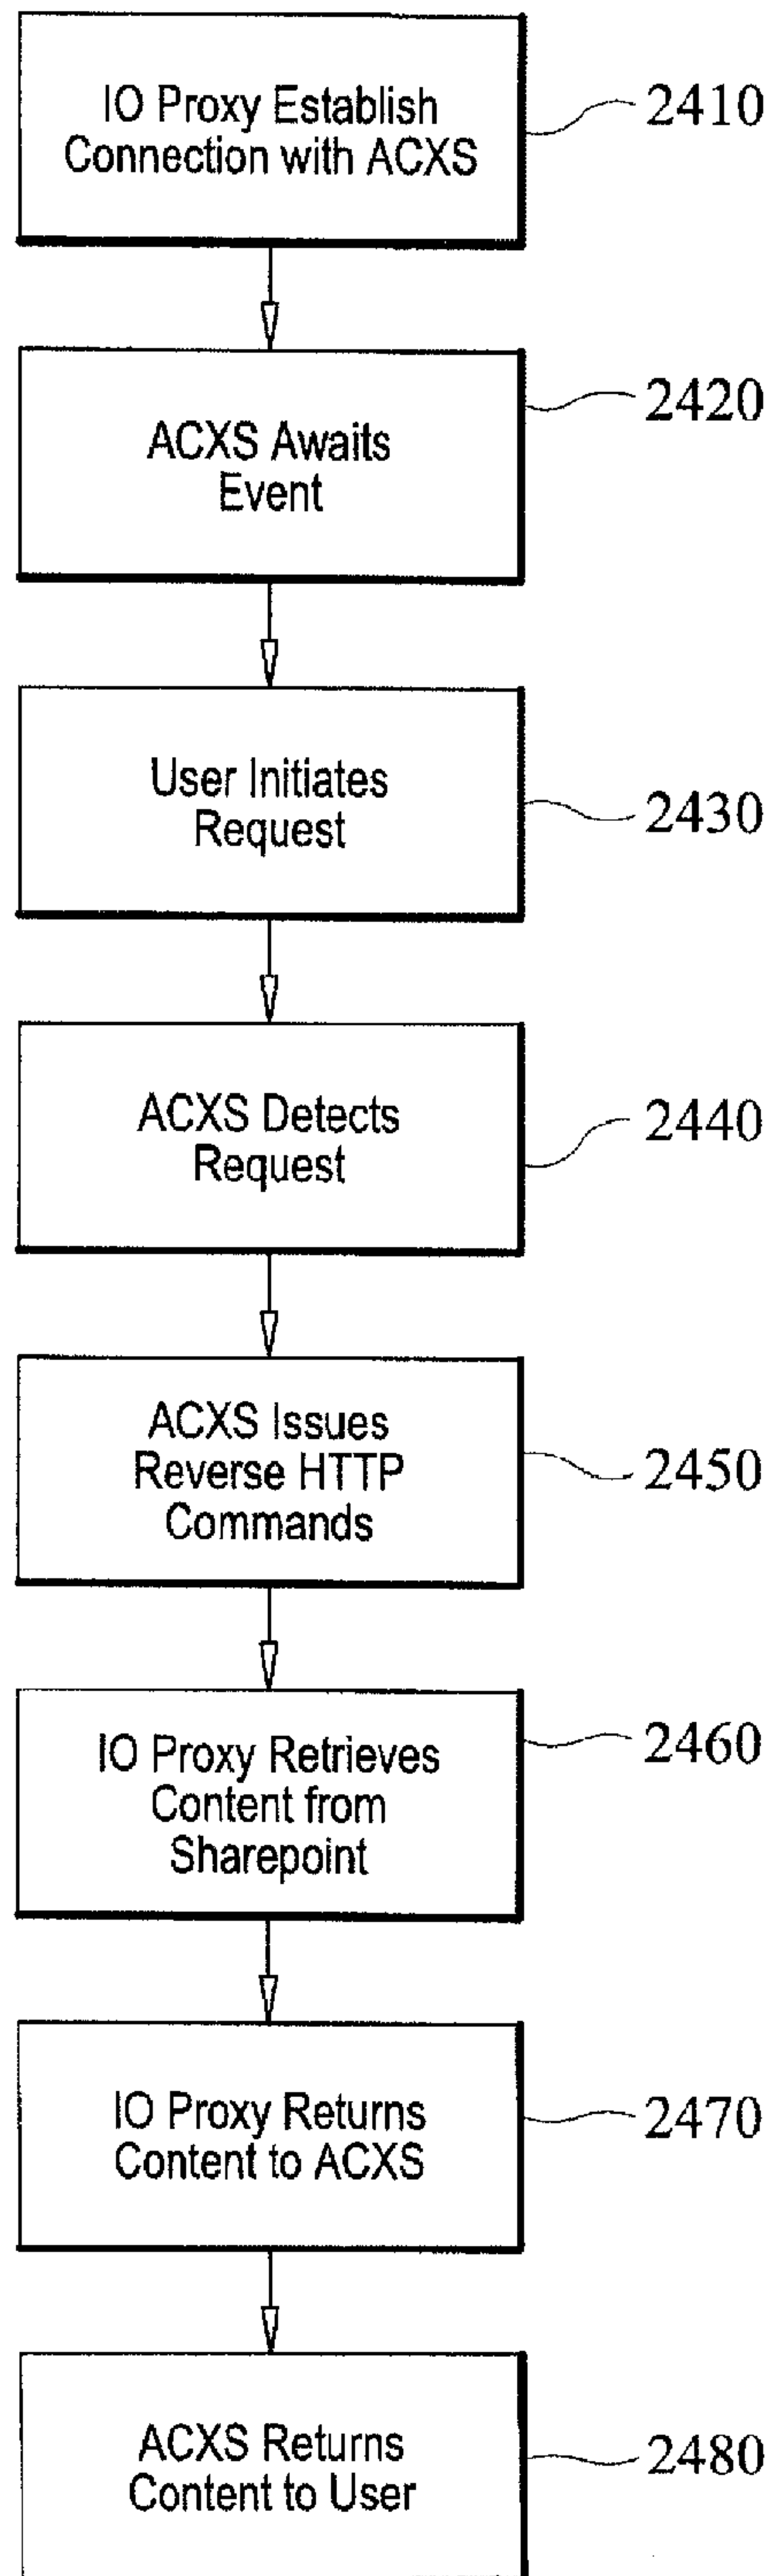 IO Proxy Establish
Connection with ACXS
2410
ACXS Awaits
Event
2420
User Initiates
Request
2430
ACXS Detects
Request
2440
ACXS Issues
Reverse HTTP
Commands
2450
IO Proxy Retrieves
Content from
Sharepoint
2460
IO Proxy Returns
Content to ACXS
2470
ACXS Returns
Content to User
2480